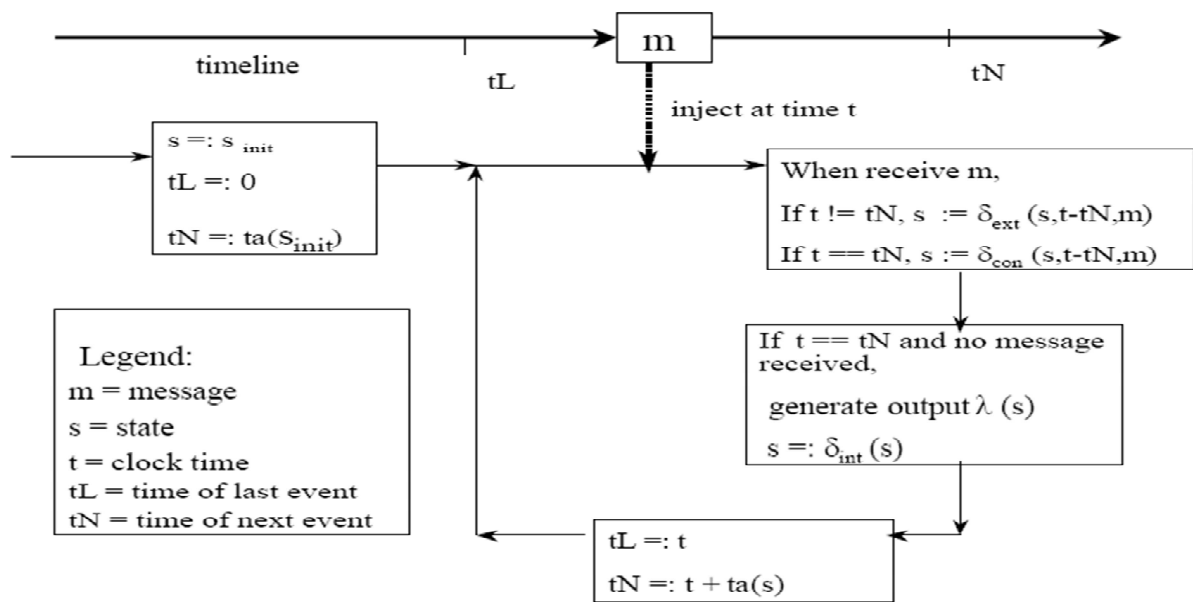 m
timeline
tL
tN
inject at time t
s =: s init
tL =: 0
tN =: ta(sinit)
When receive m,
If t != tN, s := δext (s,t-tN,m)
If t == tN, s := δcon (s,t-tN,m)
If t == tN and no message
received,
generate output λ (s)
s =: δint (s)
Legend:
m = message
s = state
t = clock time
tL = time of last event
tN = time of next event
tL =: t
tN =: t + ta(s)